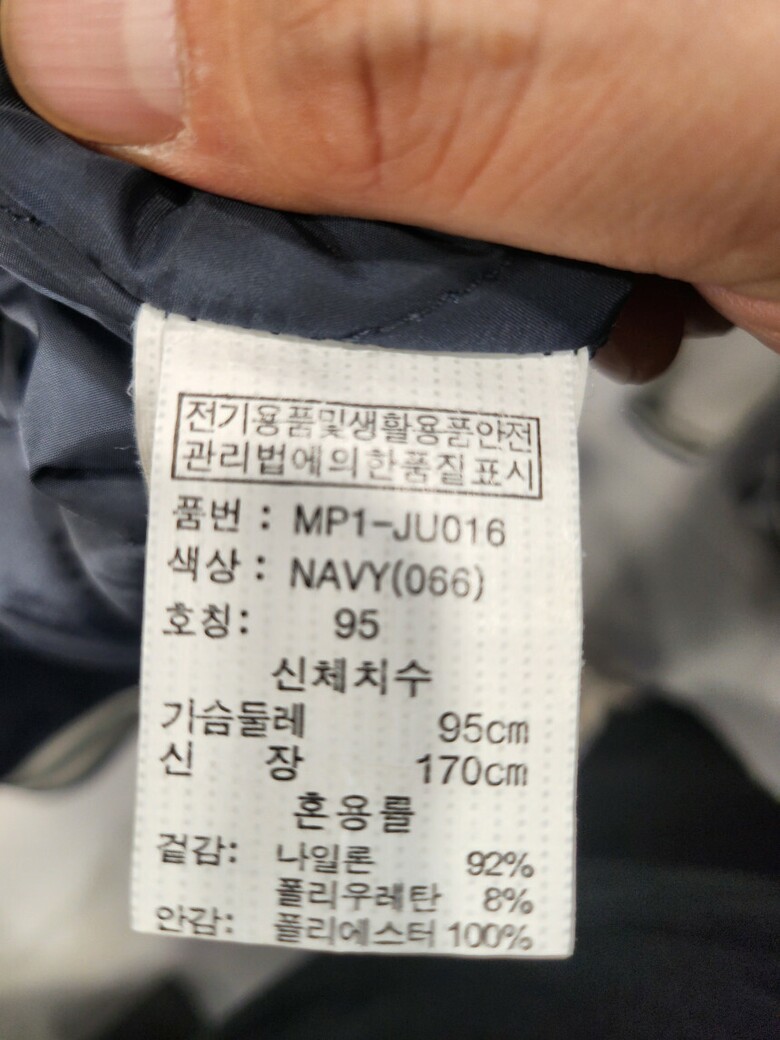 전기용품및생활용품안전
관리법에의한품질표시
품번 : MP1-JU016
색상 : NAVY(066)
호칭: 95
신체치수
가슴둘레 95cm
신 장 170cm
혼용률
겉감: 나일론 92%
폴리우레탄 8%
안감: 폴리에스터 100%